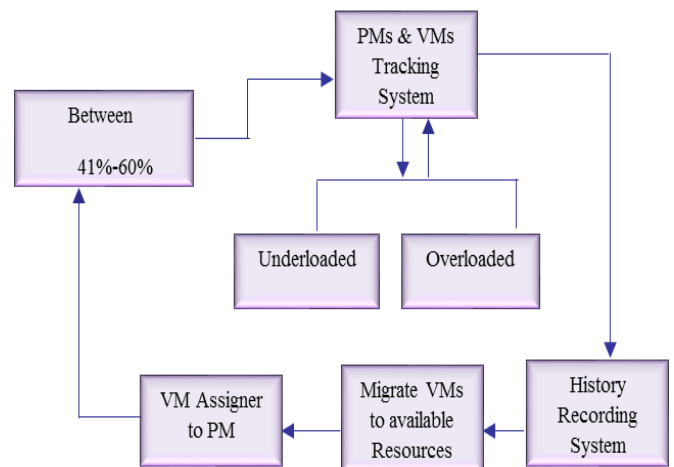 PMs & VMs
Tracking
System
Between
41%-60%
Underloaded
Overloaded
VM Assigner
to PM
Migrate VMs
to available
Resources
History
Recording
System